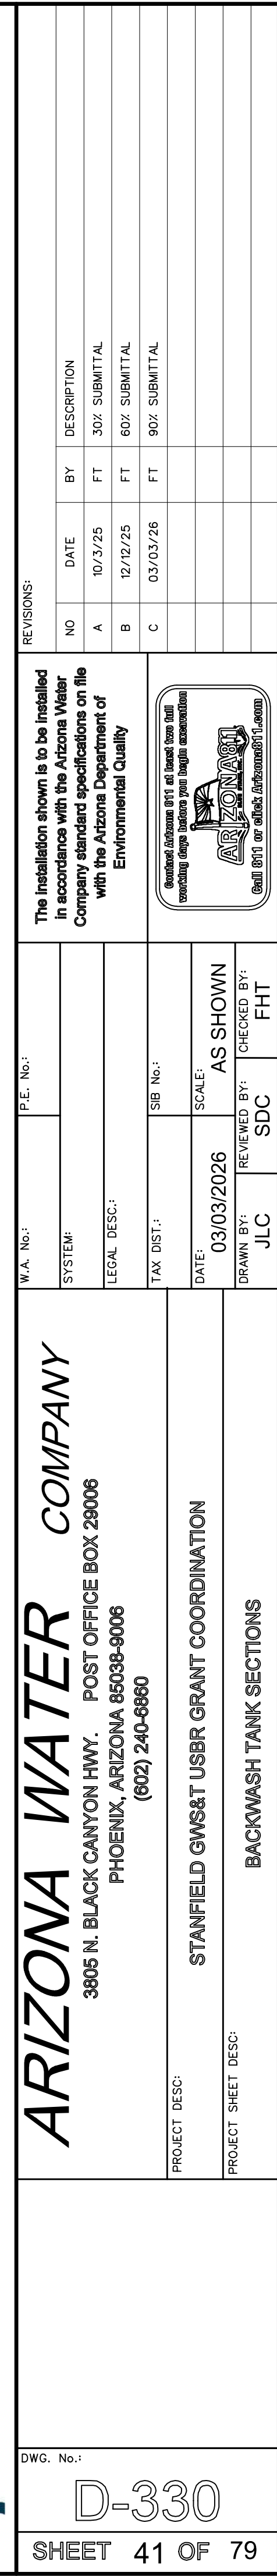 REVISIONS:
NO DATE BY DESCRIPTION
A 10/3/25 FT 30% SUBMITTAL
B 12/12/25 FT 60% SUBMITTAL
C 03/03/26 FT 90% SUBMITTAL
The installation shown is to be installed
in accordance with the Arizona Water
Company standard specifications on file
with the Arizona Department of
Environmental Quality
Contact Arizona 811 at least two full
working days before you begin excavation
ARIZONA811
Call 811 or click Arizona811.com
W.A. No.:
P.E. No.:
SYSTEM:
LEGAL DESC.:
TAX DIST.:
SIB No.:
DATE:
03/03/2026
SCALE:
AS SHOWN
DRAWN BY:
JLC
REVIEWED BY:
SDC
CHECKED BY:
FHT
ARIZONA WATER COMPANY
3805 N. BLACK CANYON HWY. POST OFFICE BOX 29006
PHOENIX, ARIZONA 85038-9006
(602) 240-6860
PROJECT DESC:
STANFIELD GWS&T USBR GRANT COORDINATION
PROJECT SHEET DESC:
BACKWASH TANK SECTIONS
DWG. No.:
D-330
SHEET 41 OF 79